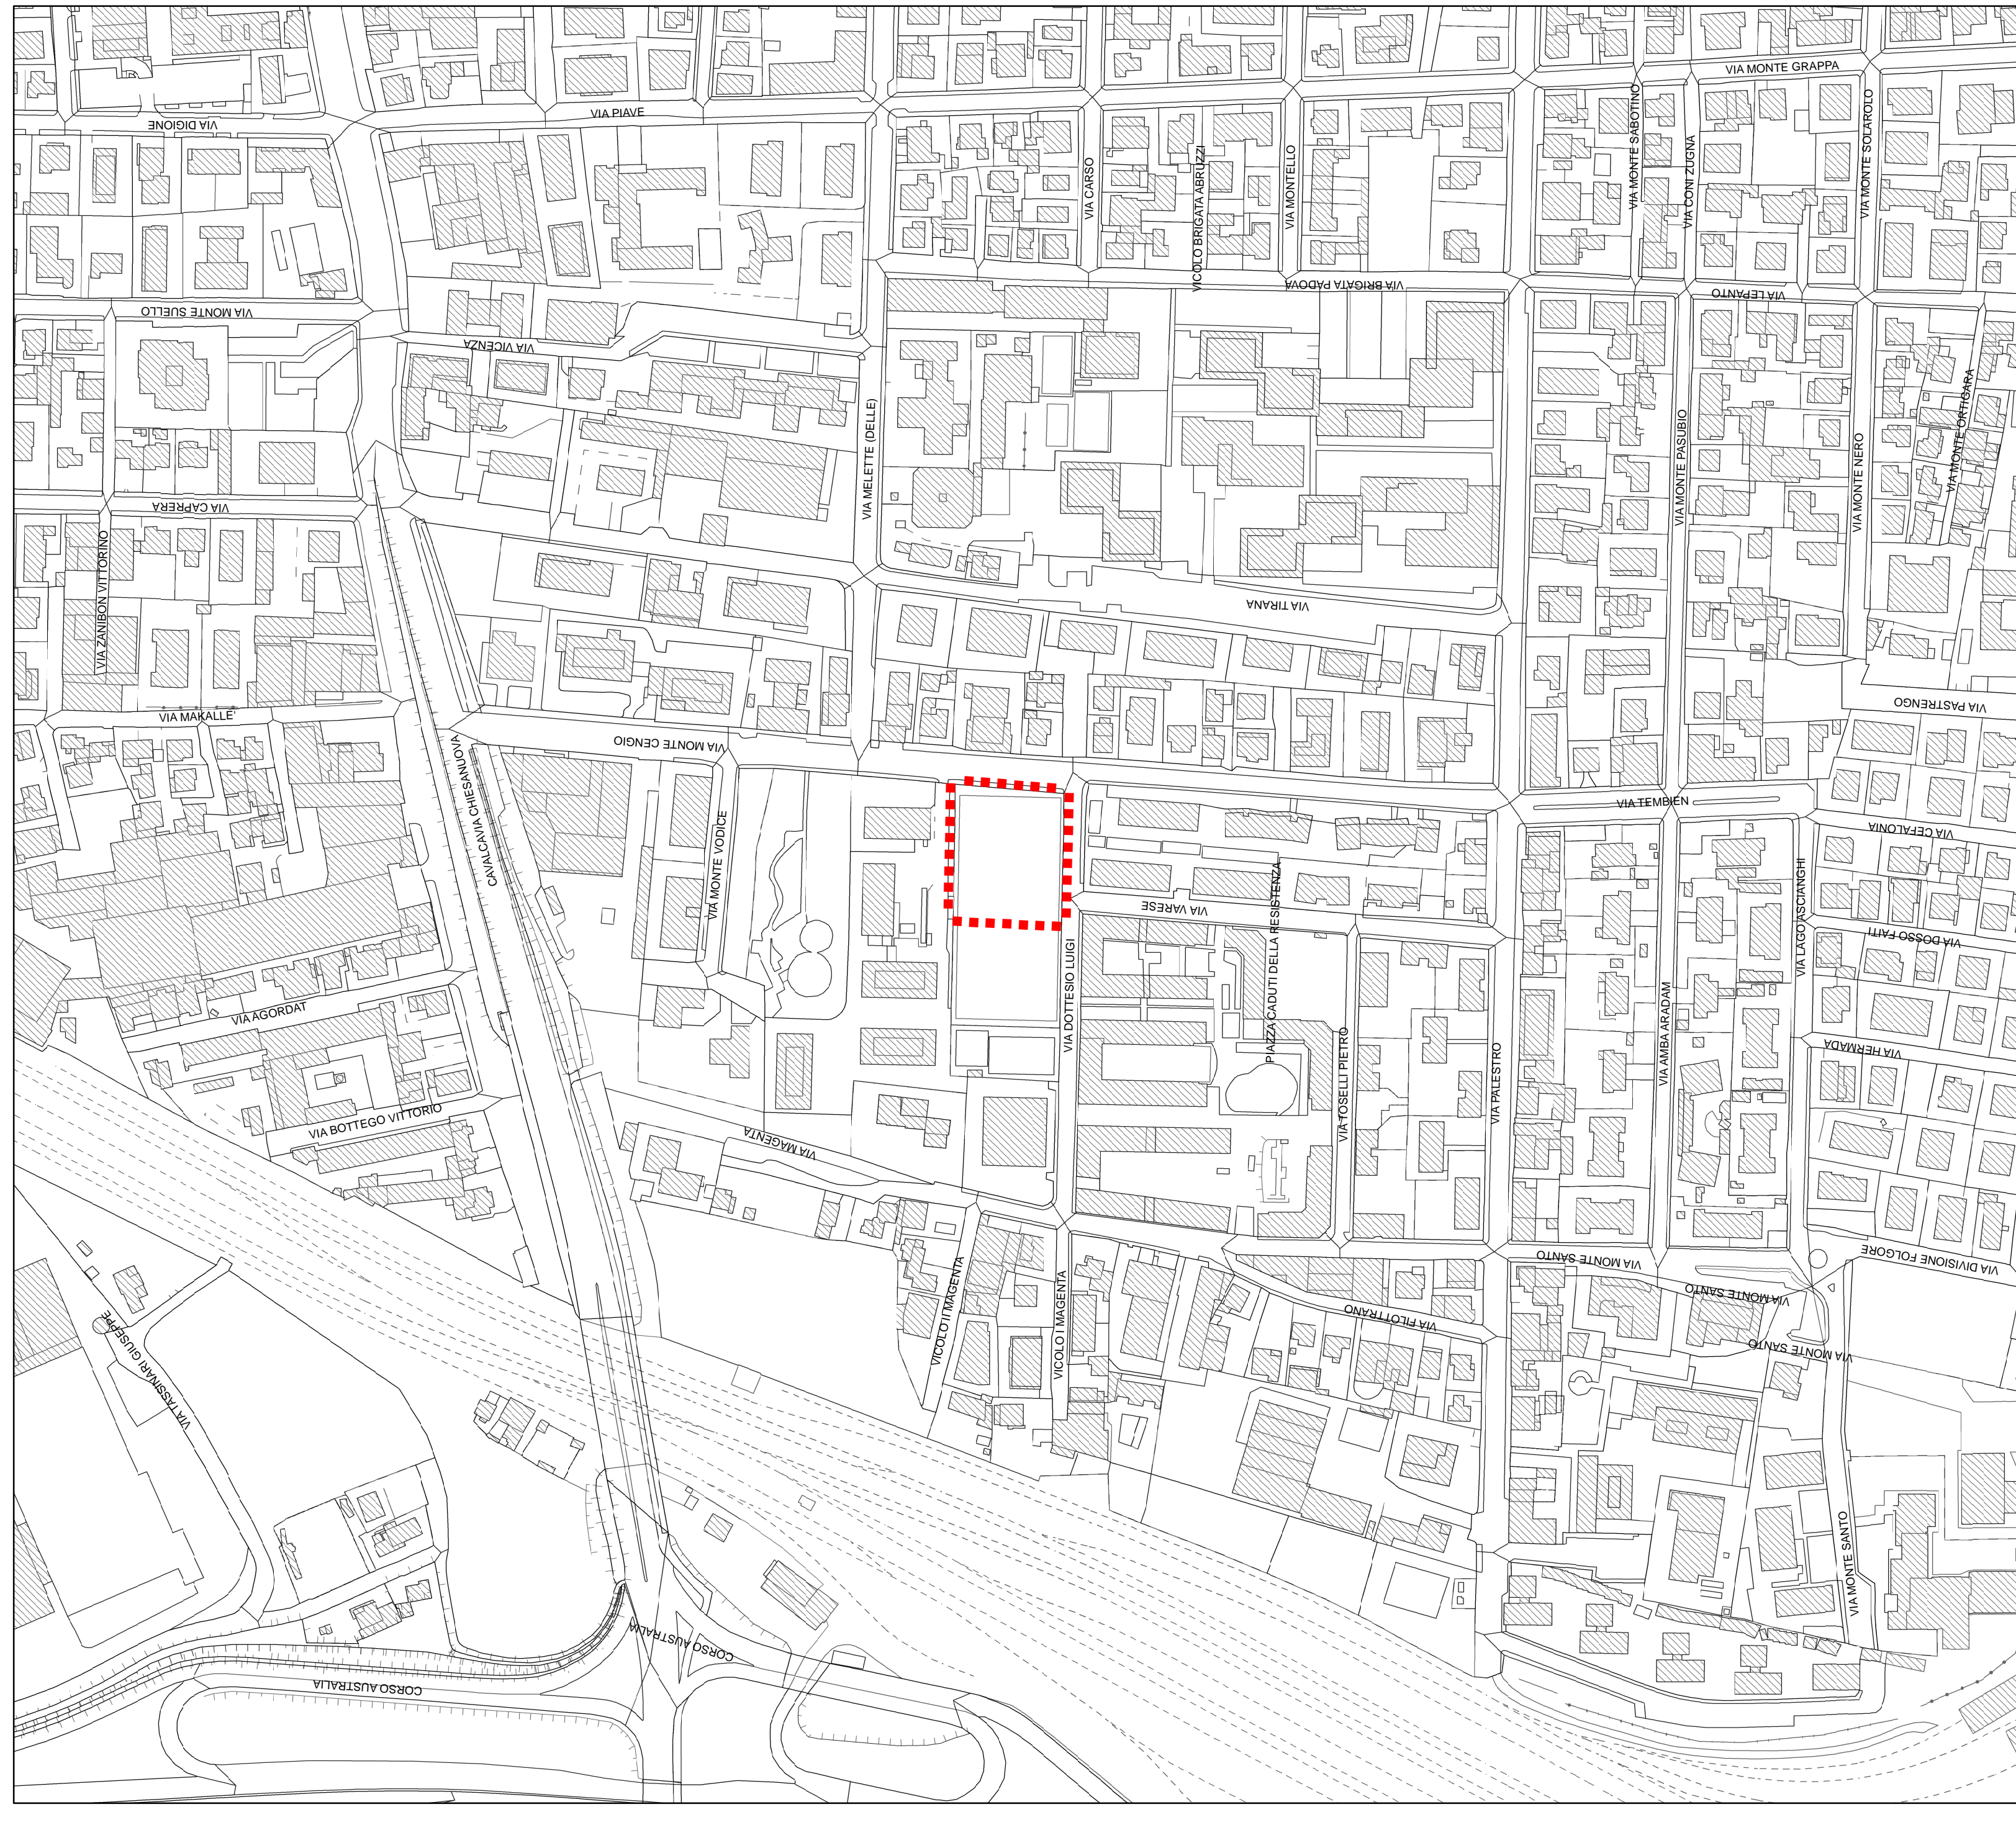 VIA MONTE GRAPPA
VIA PIAVE
VIA DIGIONE
VIA MONTE SABOTINO
VIA MONTE SOLAROLO
VIA CONI ZUGNA
VIA CARSO
VICOLO BRIGATA ABRUZZI
VIA MONTELLO
VIA BRIGATA PADOVA
VIA LEPANTO
VIA MONTE SUELLO
VIA VICENZA
VIA MELETTE (DELLE)
VIA MONTE PASUBIO
VIA MONTE NERO
VIA MONTE ORTIGARA
VIA CAPRERA
VIA ZANIBON VITTORINO
VIA TIRANA
VIA PASTRENGO
VIA MAKALLE'
VIA MONTE CENGIO
CAVALCAVIA CHIESANUOVA
VIA MONTE VODICE
VIA TEMBIEN
VIA CEFALONIA
VIA VARESE
PIAZZA CADUTI DELLA RESISTENZA
VIA LAGO ASCIANGHI
VIA DOSSO FAITI
VIA DOTTESIO LUIGI
VIA AGORDAT
VIA TOSELLI PIETRO
VIA PALESTRO
VIA AMBA ARADAM
VIA HERMADA
VIA BOTTEGO VITTORIO
VIA MAGENTA
VIA MONTE SANTO
VIA DIVISIONE FOLGORE
VICOLO II MAGENTA
VICOLO I MAGENTA
VIA MONTE SANTO
VIA FILOTTRANO
VIA MONTE SANTO
VIA TASSINARI GIUSEPPE
VIA MONTE SANTO
CORSO AUSTRALIA
CORSO AUSTRALIA